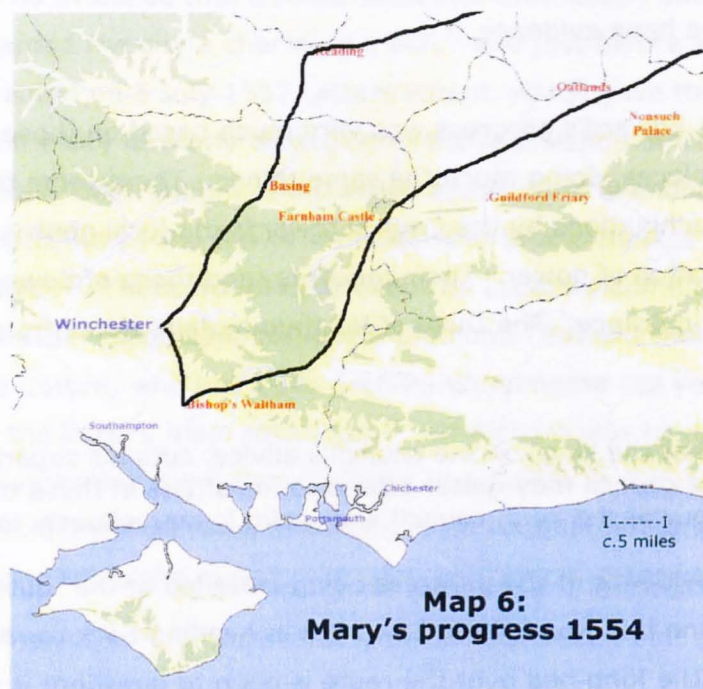 Reading
Oatlands
Nonsuch
Palace
Basing
Guildford Friary
Farnham Castle
Winchester
Bishop's Waltham
Southampton
Chichester
Portsmouth
c.5 miles
Map 6:
Mary's progress 1554